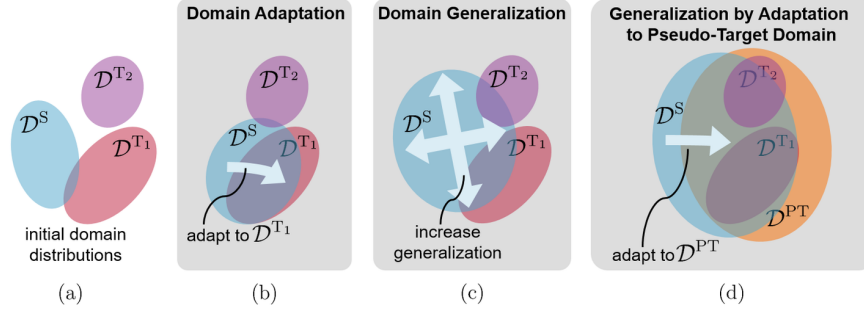 Domain Adaptation
Domain Generalization
Generalization by Adaptation
to Pseudo-Target Domain
𝒟^T₂
𝒟^S
𝒟^T₁
initial domain
distributions
𝒟^T₂
𝒟^S
𝒟^T₁
adapt to 𝒟^T₁
𝒟^T₂
𝒟^S
𝒟^T₁
increase
generalization
𝒟^T₂
𝒟^S
𝒟^T₁
𝒟^PT
adapt to 𝒟^PT
(a)
(b)
(c)
(d)